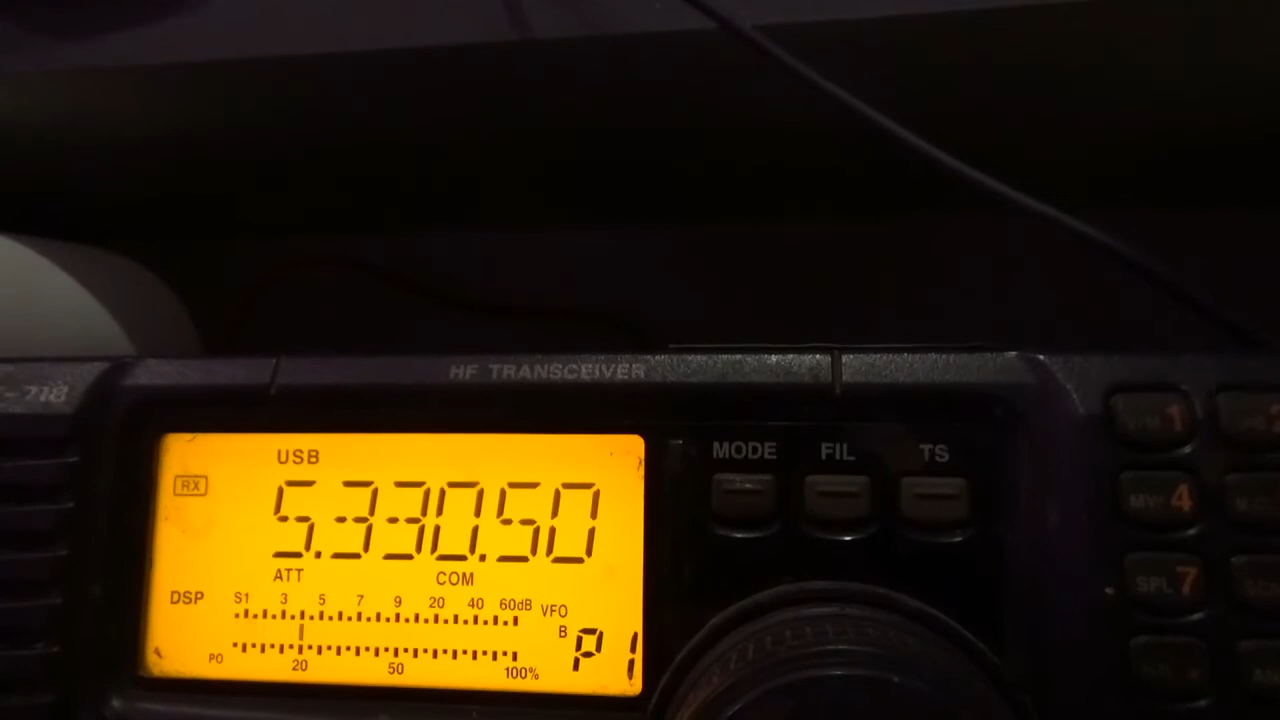 HF TRANSCEIVER
-718
USB
RX
5.330.50
ATT COM
DSP
S1 3 5 7 9 20 40 60dB
VFO
B
P1
PO 20 50 100%
MODE FIL TS
1
MW 4
SPL 7